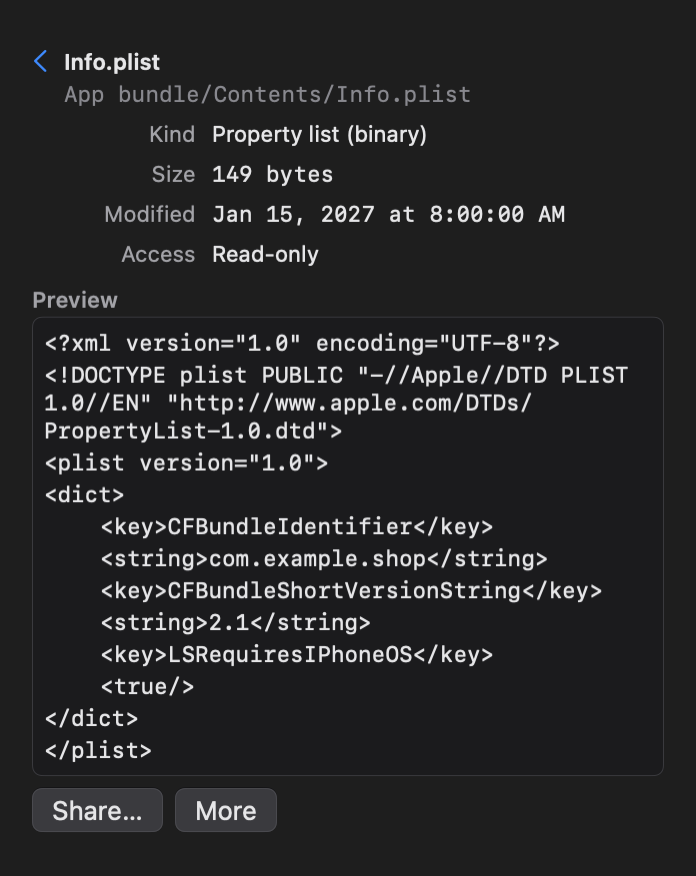 Info.plist
App bundle/Contents/Info.plist
Kind Property list (binary)
Size 149 bytes
Modified Jan 15, 2027 at 8:00:00 AM
Access Read-only
Preview
<?xml version="1.0" encoding="UTF-8"?>
<!DOCTYPE plist PUBLIC "-//Apple//DTD PLIST
1.0//EN" "http://www.apple.com/DTDs/
PropertyList-1.0.dtd">
<plist version="1.0">
<dict>
    <key>CFBundleIdentifier</key>
    <string>com.example.shop</string>
    <key>CFBundleShortVersionString</key>
    <string>2.1</string>
    <key>LSRequiresIPhoneOS</key>
    <true/>
</dict>
</plist>
Share...
More